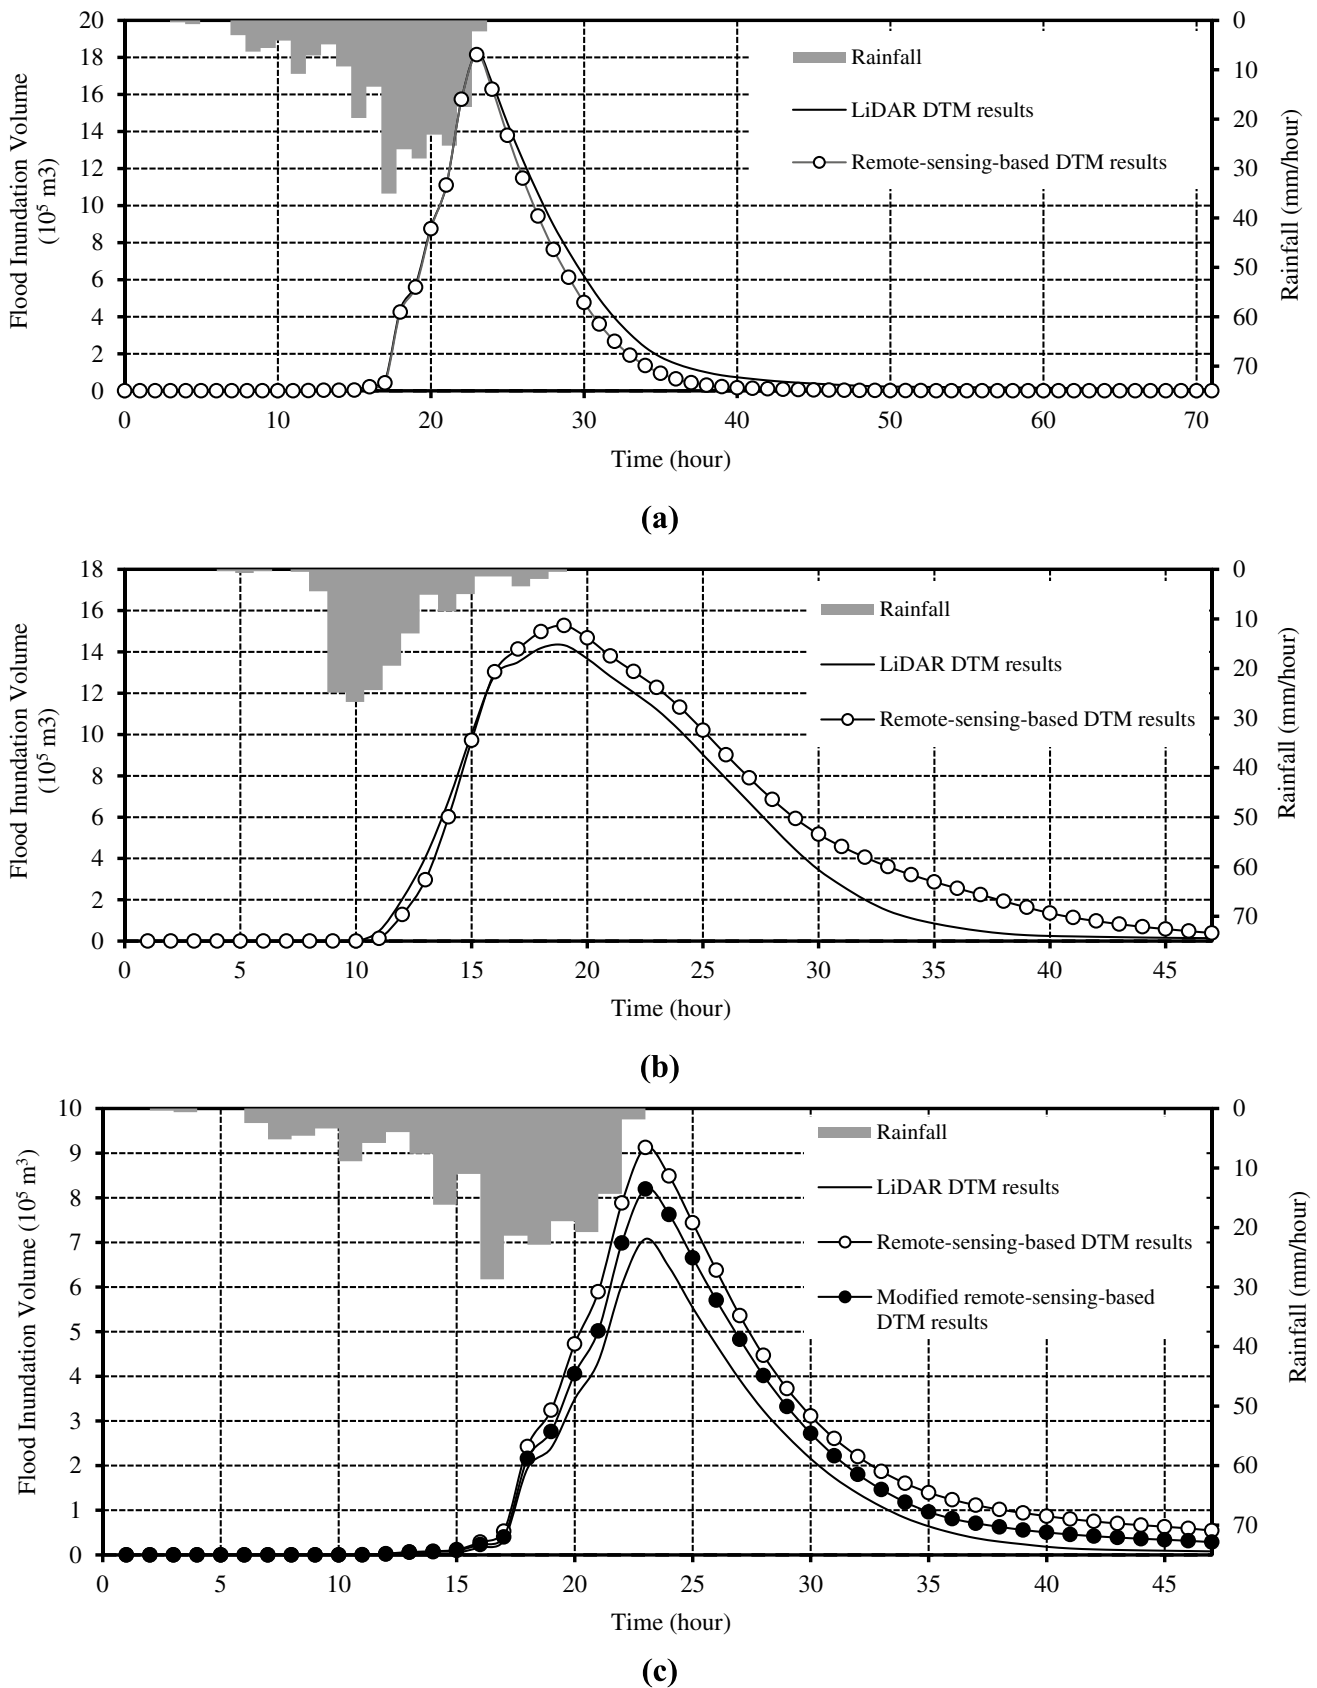 20
18
16
14
12
10
8
6
4
2
0
Flood Inundation Volume
(10⁵ m3)
0
10
20
30
40
50
60
70
Rainfall (mm/hour)
Rainfall
LiDAR DTM results
Remote-sensing-based DTM results
0 10 20 30 40 50 60 70
Time (hour)
(a)
18
16
14
12
10
8
6
4
2
0
Flood Inundation Volume
(10⁵ m3)
0
10
20
30
40
50
60
70
Rainfall (mm/hour)
Rainfall
LiDAR DTM results
Remote-sensing-based DTM results
0 5 10 15 20 25 30 35 40 45
Time (hour)
(b)
10
9
8
7
6
5
4
3
2
1
0
Flood Inundation Volume (10⁵ m³)
0
10
20
30
40
50
60
70
Rainfall (mm/hour)
Rainfall
LiDAR DTM results
Remote-sensing-based DTM results
Modified remote-sensing-based
DTM results
0 5 10 15 20 25 30 35 40 45
Time (hour)
(c)